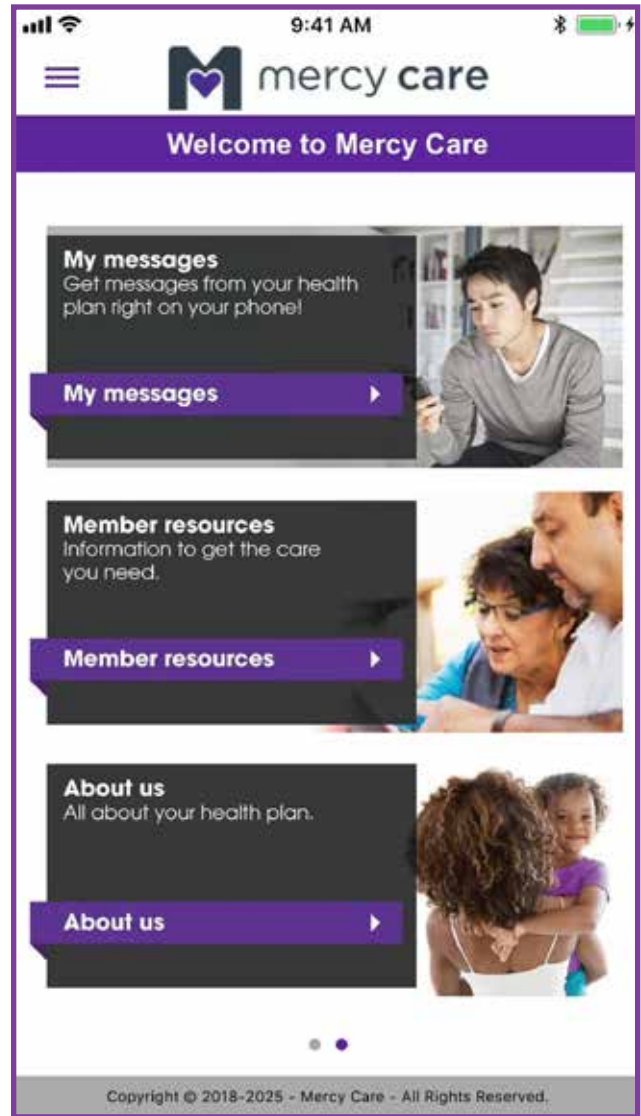 9:41 AM
mercy care
Welcome to Mercy Care
My messages
Get messages from your health
plan right on your phone!
My messages
Member resources
Information to get the care
you need.
Member resources
About us
All about your health plan.
About us
Copyright © 2018-2025 - Mercy Care - All Rights Reserved.